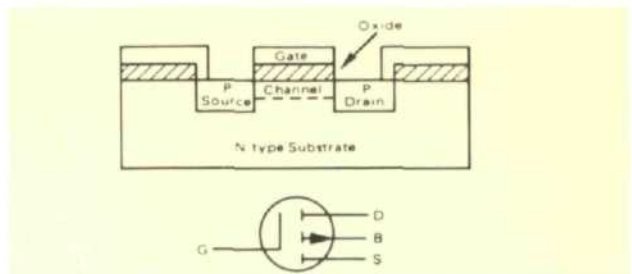 Oxide
Gate
P Source
Channel
P Drain
N type Substrate
D
G
B
S